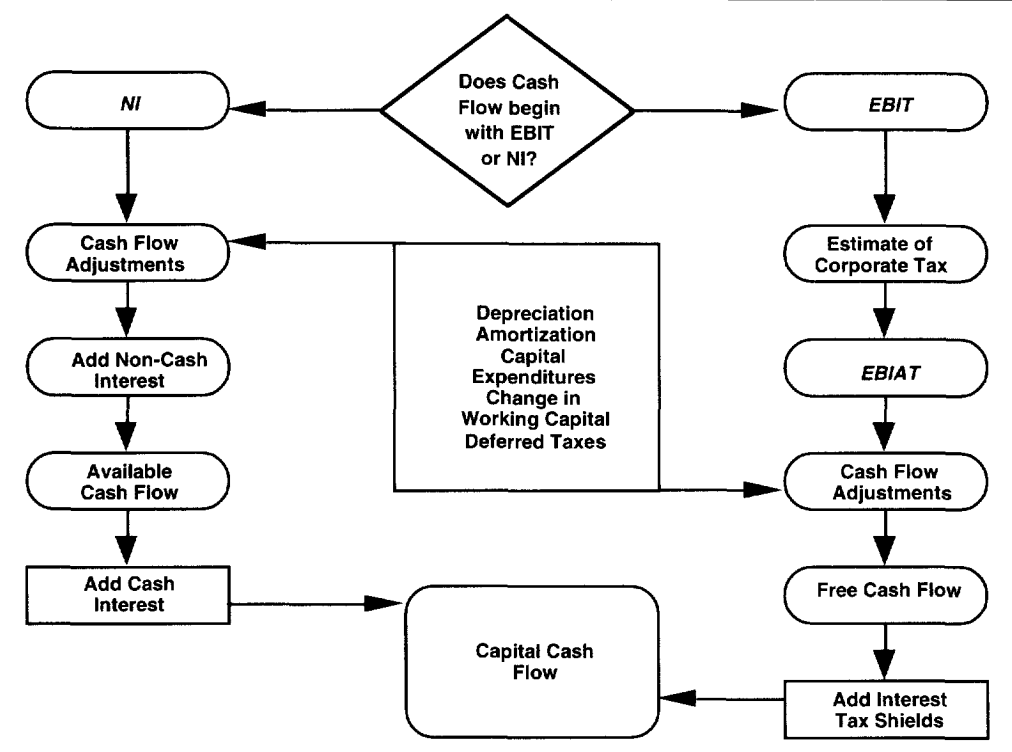 Does Cash
Flow begin
with EBIT
or NI?
NI
EBIT
Cash Flow
Adjustments
Estimate of
Corporate Tax
Depreciation
Amortization
Capital
Expenditures
Change in
Working Capital
Deferred Taxes
Add Non-Cash
Interest
EBIAT
Available
Cash Flow
Cash Flow
Adjustments
Add Cash
Interest
Free Cash Flow
Capital Cash
Flow
Add Interest
Tax Shields